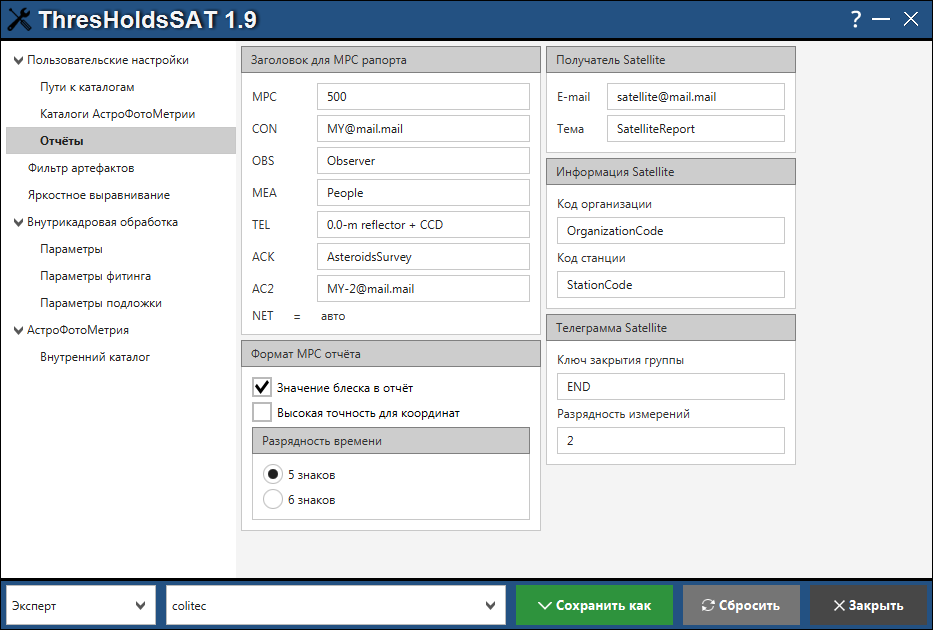 ThresHoldsSAT 1.9
?
Пользовательские настройки
Пути к каталогам
Каталоги АстроФотоМетрии
Отчёты
Фильтр артефактов
Яркостное выравнивание
Внутрикадровая обработка
Параметры
Параметры фитинга
Параметры подложки
АстроФотоМетрия
Внутренний каталог
Заголовок для MPC рапорта
MPC 500
CON MY@mail.mail
OBS Observer
MEA People
TEL 0.0-m reflector + CCD
ACK AsteroidsSurvey
AC2 MY-2@mail.mail
NET = авто
Формат MPC отчёта
Значение блеска в отчёт
Высокая точность для координат
Разрядность времени
5 знаков
6 знаков
Получатель Satellite
E-mail satellite@mail.mail
Тема SatelliteReport
Информация Satellite
Код организации
OrganizationCode
Код станции
StationCode
Телеграмма Satellite
Ключ закрытия группы
END
Разрядность измерений
2
Эксперт
colitec
Сохранить как
Сбросить
Закрыть